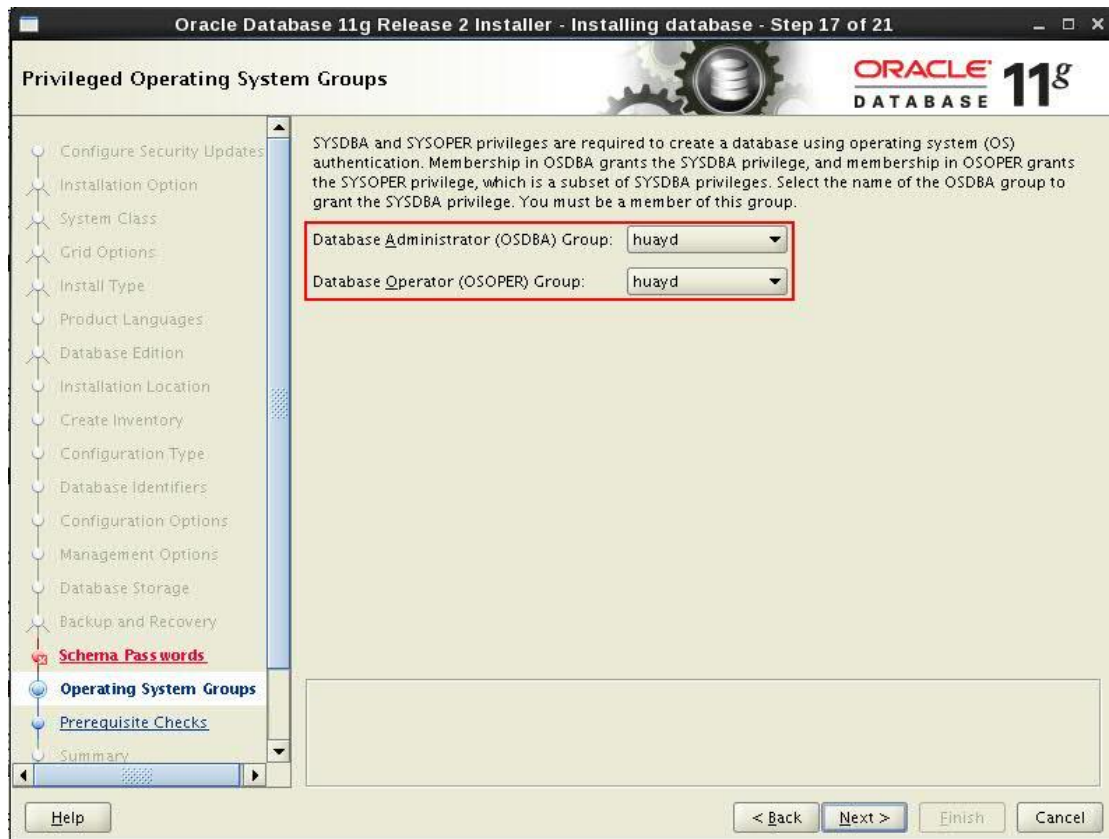 Oracle Database 11g Release 2 Installer - Installing database - Step 17 of 21
Privileged Operating System Groups
ORACLE
DATABASE 11g
Configure Security Updates
Installation Option
System Class
Grid Options
Install Type
Product Languages
Database Edition
Installation Location
Create Inventory
Configuration Type
Database Identifiers
Configuration Options
Management Options
Database Storage
Backup and Recovery
Schema Passwords
Operating System Groups
Prerequisite Checks
Summary
SYSDBA and SYSOPER privileges are required to create a database using operating system (OS)
authentication. Membership in OSDBA grants the SYSDBA privilege, and membership in OSOPER grants
the SYSOPER privilege, which is a subset of SYSDBA privileges. Select the name of the OSDBA group to
grant the SYSDBA privilege. You must be a member of this group.
Database Administrator (OSDBA) Group: huayd
Database Operator (OSOPER) Group: huayd
Help
< Back
Next >
Finish
Cancel